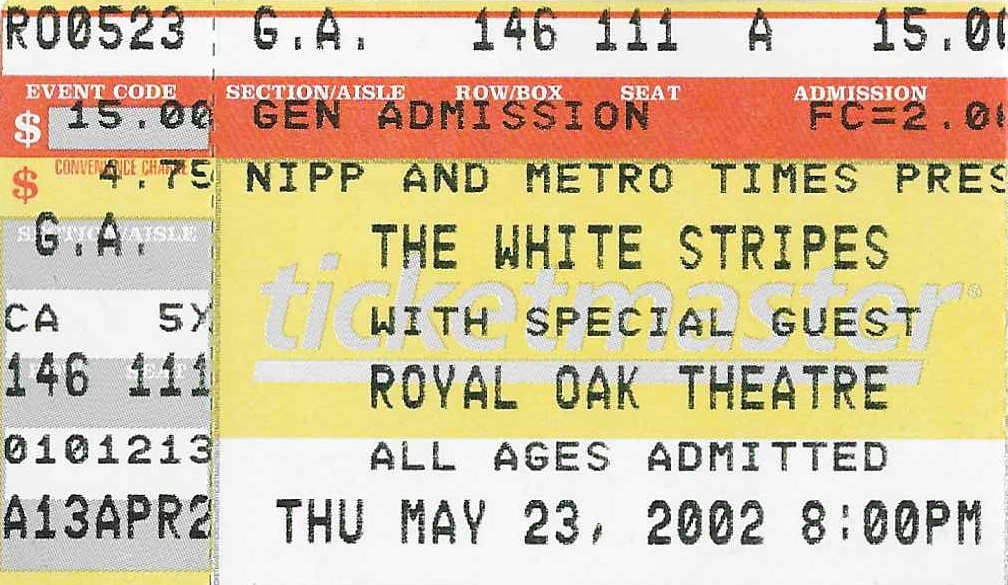 RO0523 G.A. 146 111 A 15.00
EVENT CODE SECTION/AISLE ROW/BOX SEAT ADMISSION
$ 15.00 GEN ADMISSION FC=2.00
CONVENIENCE CHARGE
$ 4.75 NIPP AND METRO TIMES PRES
SECTION/AISLE
G.A. THE WHITE STRIPES
ticketmaster®
CA 5X WITH SPECIAL GUEST
SEAT
146 111 ROYAL OAK THEATRE
0101213 ALL AGES ADMITTED
A13APR2 THU MAY 23, 2002 8:00PM